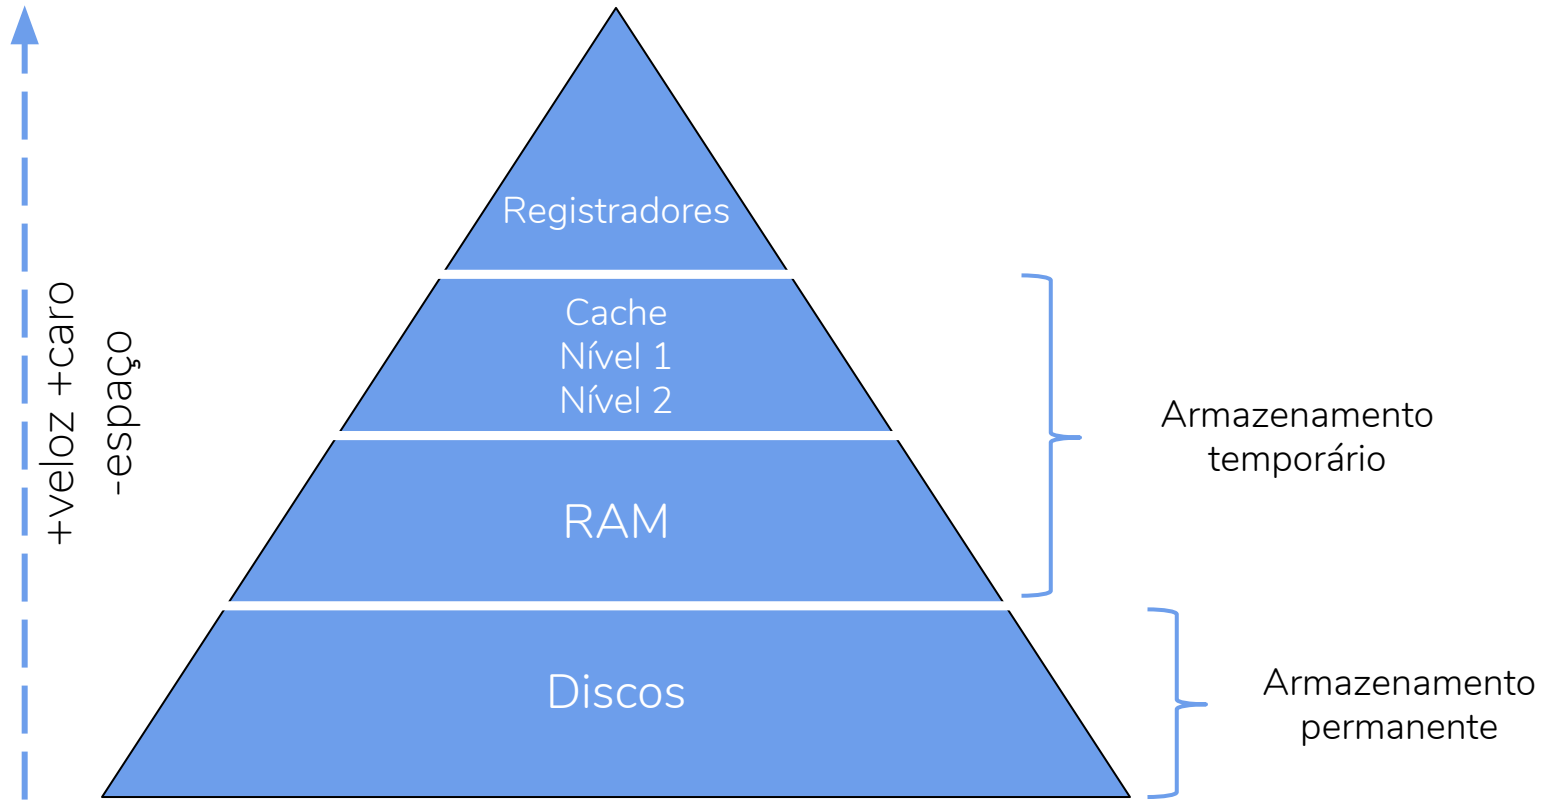 +veloz +caro
-espaço
Registradores
Cache
Nível 1
Nível 2
RAM
Discos
Armazenamento
temporário
Armazenamento
permanente